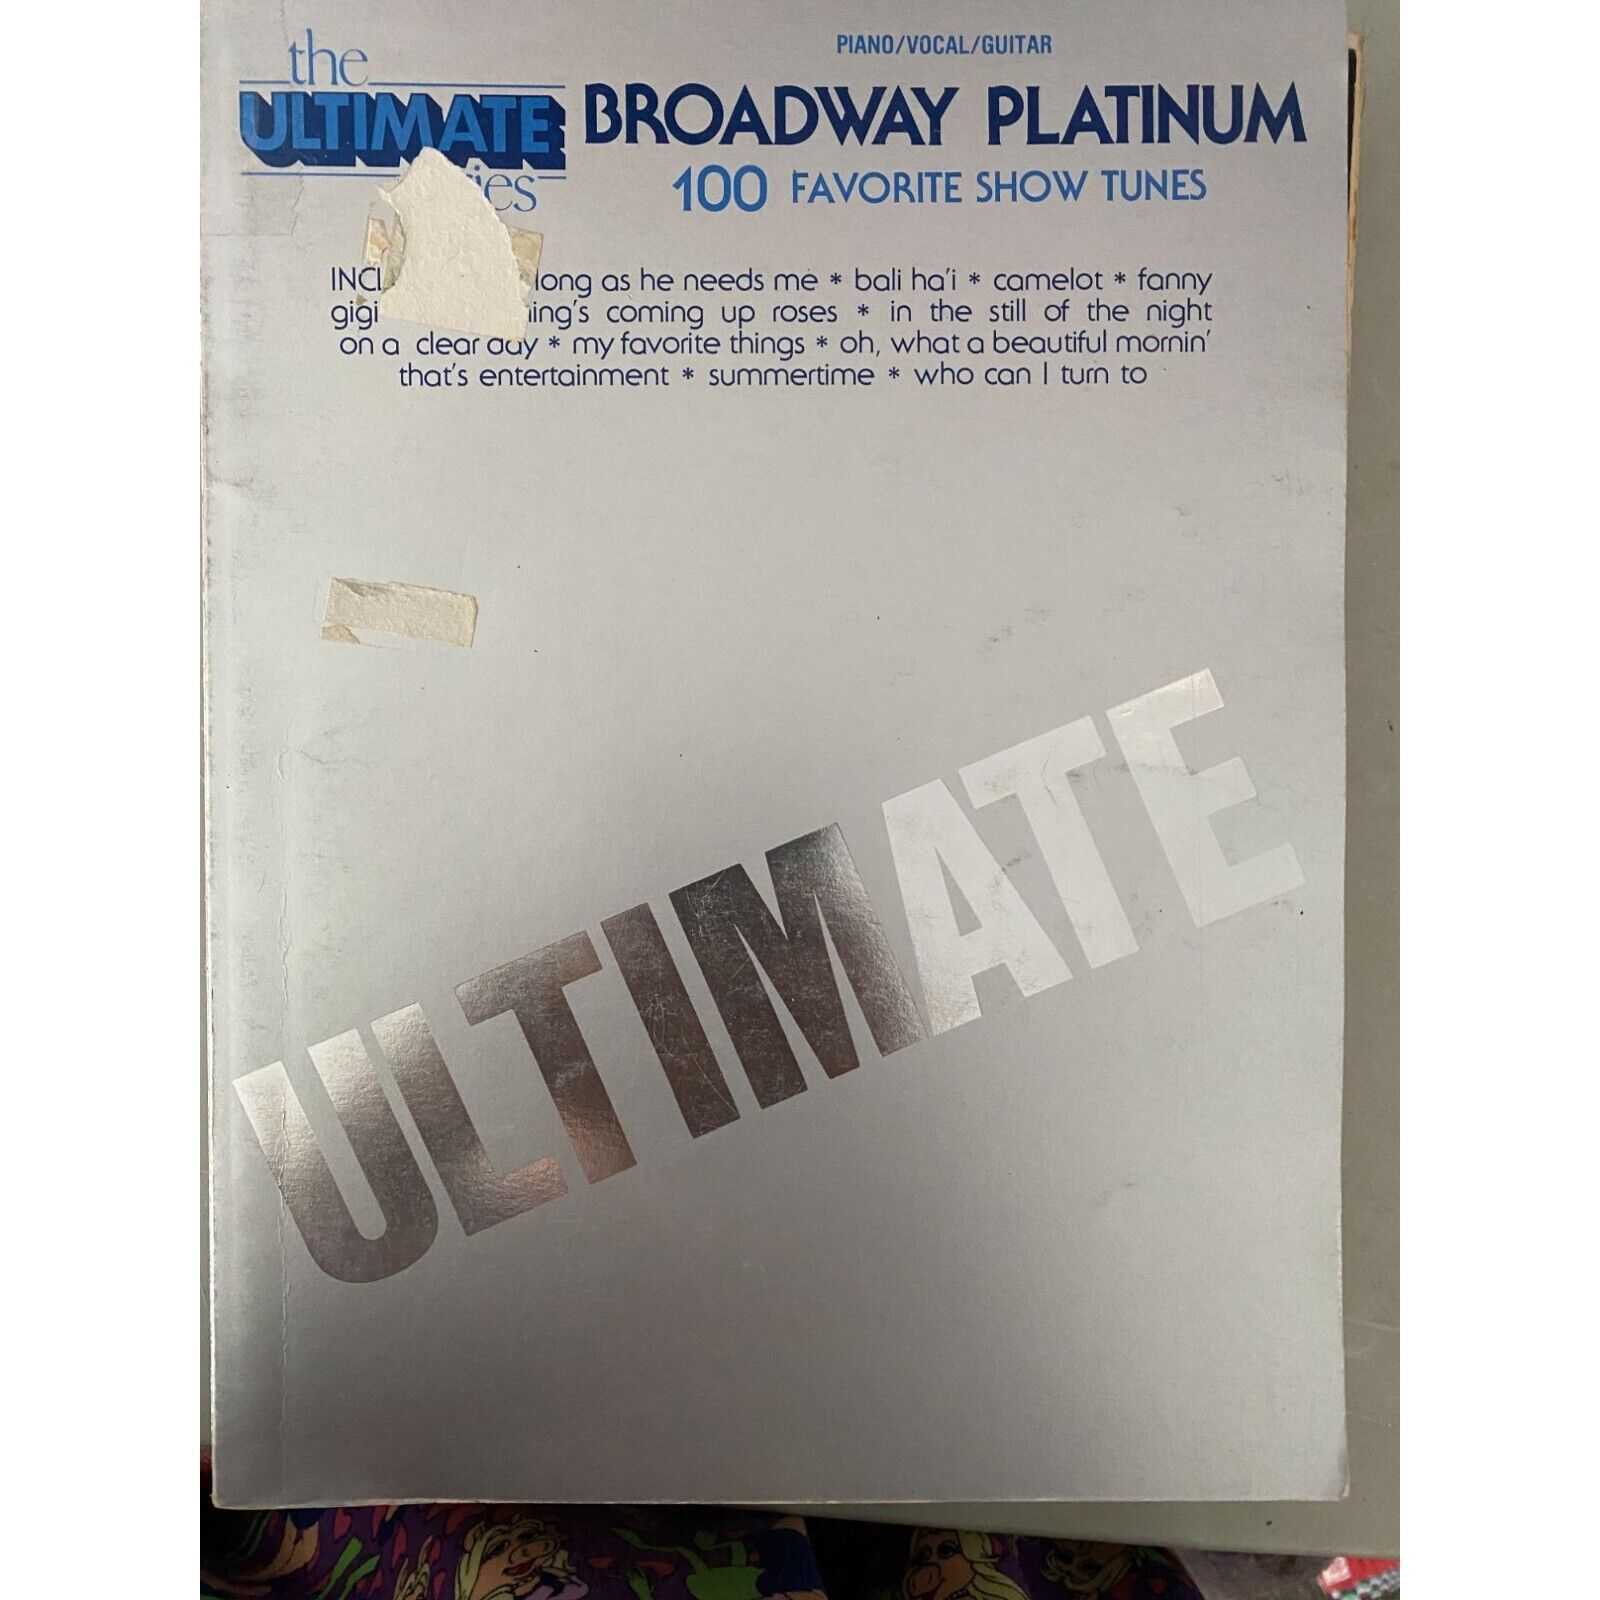 PIANO/VOCAL/GUITAR
the
ULTIMATE
BROADWAY PLATINUM
100 FAVORITE SHOW TUNES
long as he needs me * bali ha'i * camelot * fanny
gigi coming up roses * in the still of the night
on a clear day * my favorite things * oh, what a beautiful mornin'
that's entertainment * summertime * who can I turn to
ULTIMATE